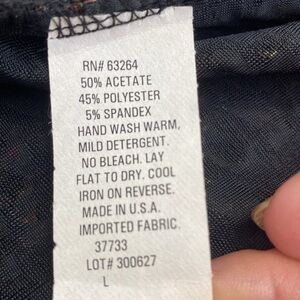 RN# 63264
50% ACETATE
45% POLYESTER
5% SPANDEX
HAND WASH WARM,
MILD DETERGENT.
NO BLEACH. LAY
FLAT TO DRY. COOL
IRON ON REVERSE.
MADE IN U.S.A.
IMPORTED FABRIC.
37733
LOT# 300627
L